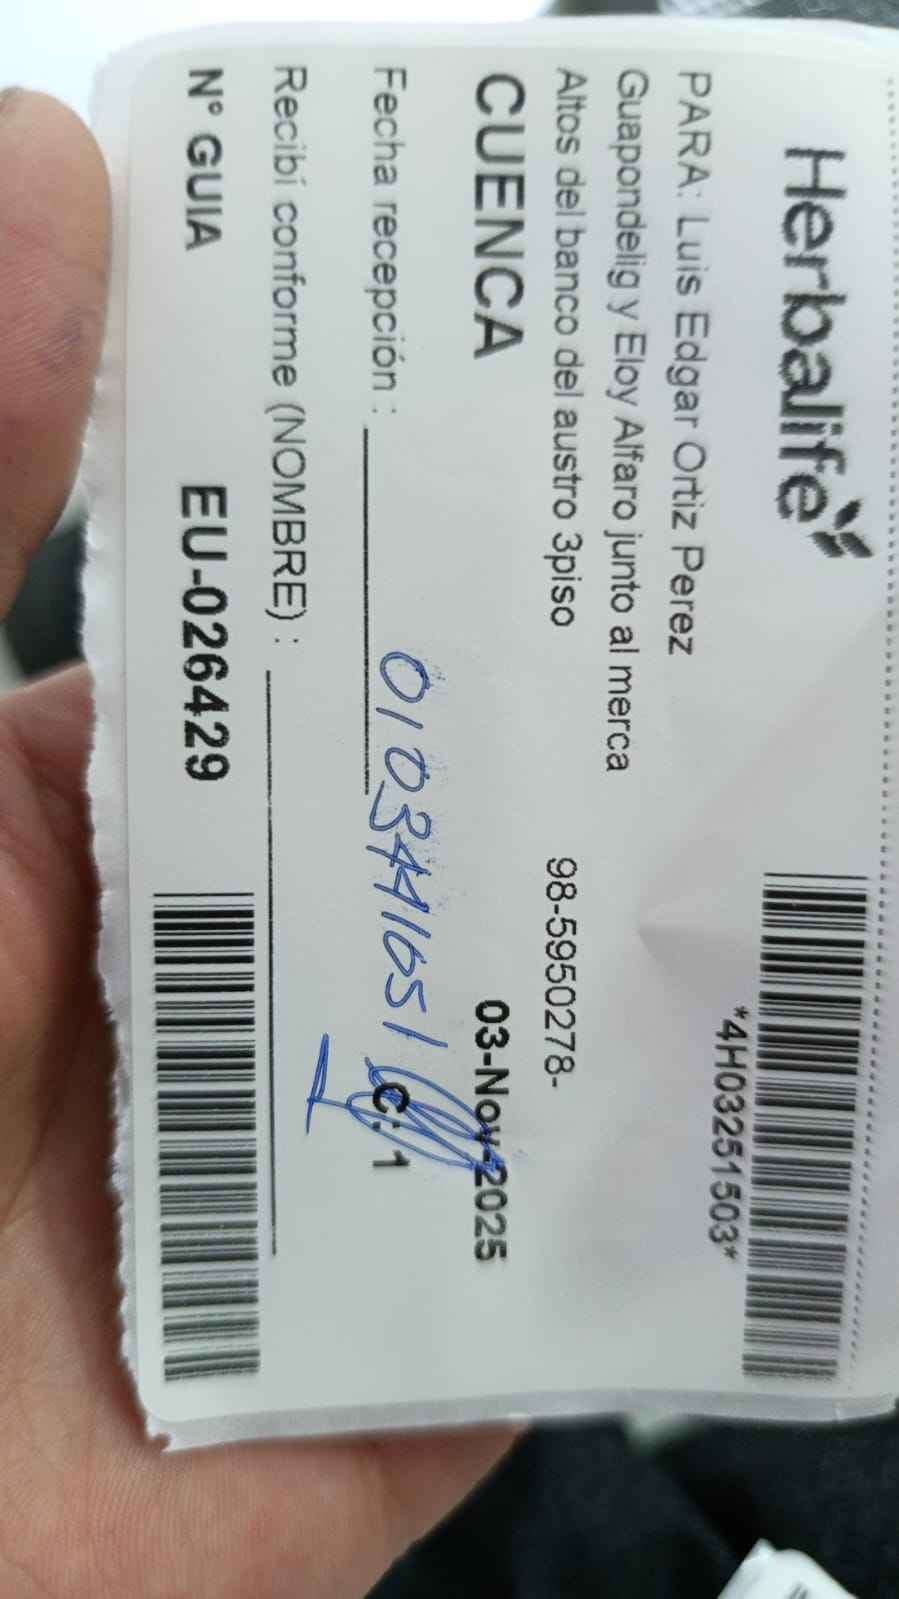 Herbalife
*4H03251503*
PARA: Luis Edgar Ortiz Perez
Guapondelig y Eloy Alfaro junto al merca
Altos del banco del austro 3piso 98-5950278-
CUENCA 03-Nov-2025
Fecha recepción : C: 1
0103441651
Recibí conforme (NOMBRE) :
N° GUIA EU-026429